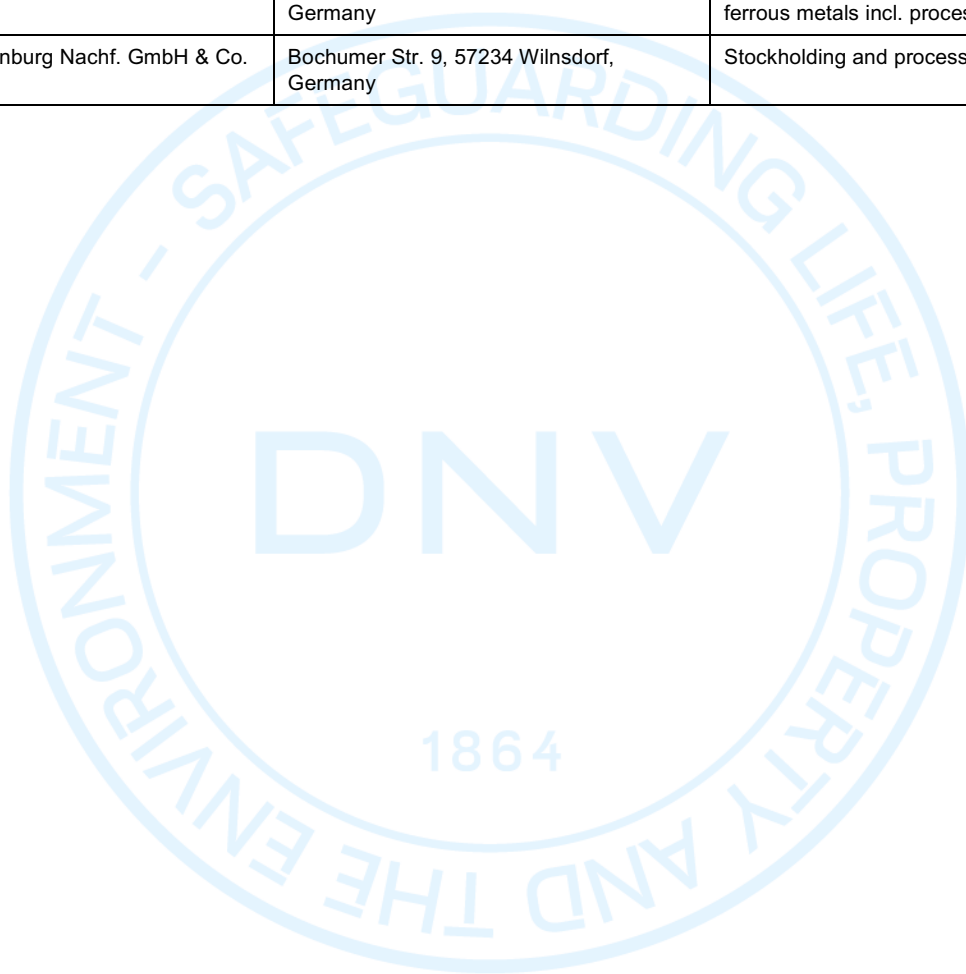 Germany
ferrous metals incl. proces
nburg Nachf. GmbH & Co.
Bochumer Str. 9, 57234 Wilnsdorf,
Germany
Stockholding and process
SAFEGUARDING LIFE, PROPERTY AND THE ENVIRONMENT –
DNV
1864